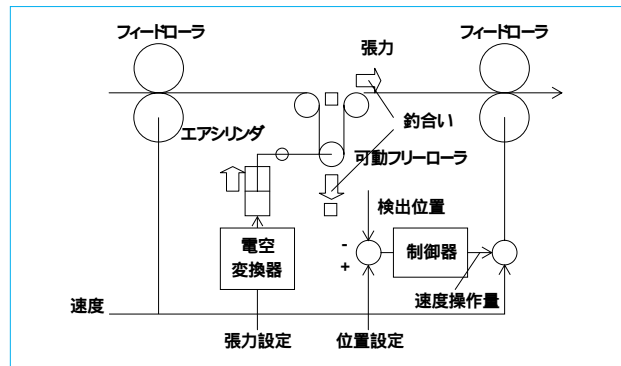 フィードローラ
フィードローラ
張力
エアシリンダ
釣合い
可動フリーローラ
検出位置
電空
変換器
-
+
制御器
速度操作量
速度
張力設定
位置設定